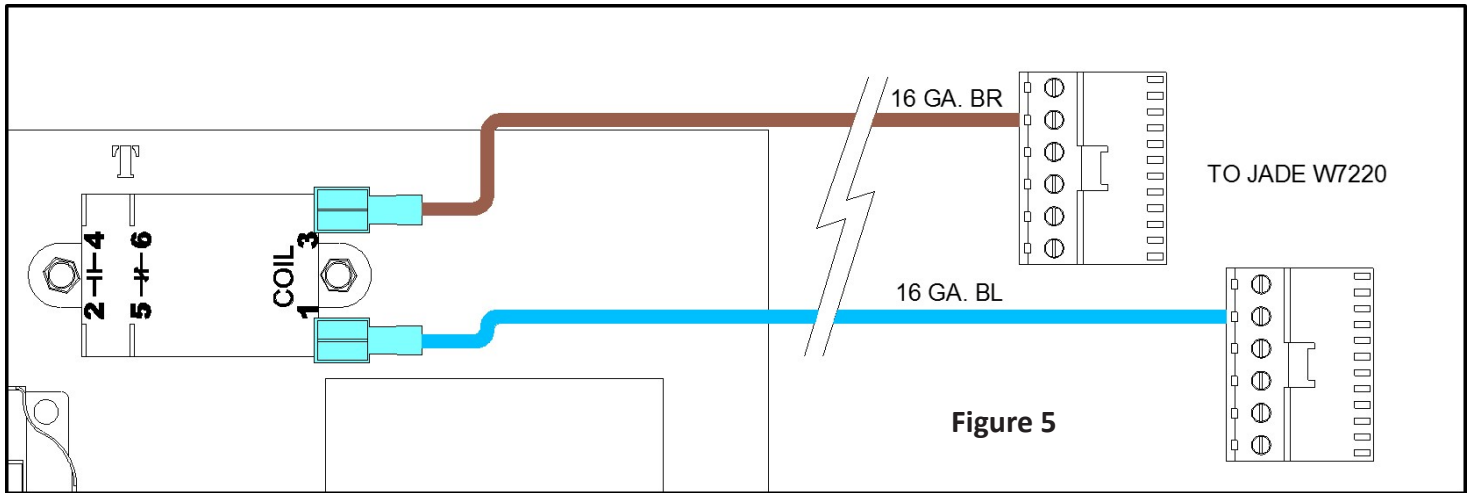 16 GA. BR
TO JADE W7220
T
2 ⊣⊢ 4
5 ⊣/⊢ 6
COIL
3
1
16 GA. BL
Figure 5